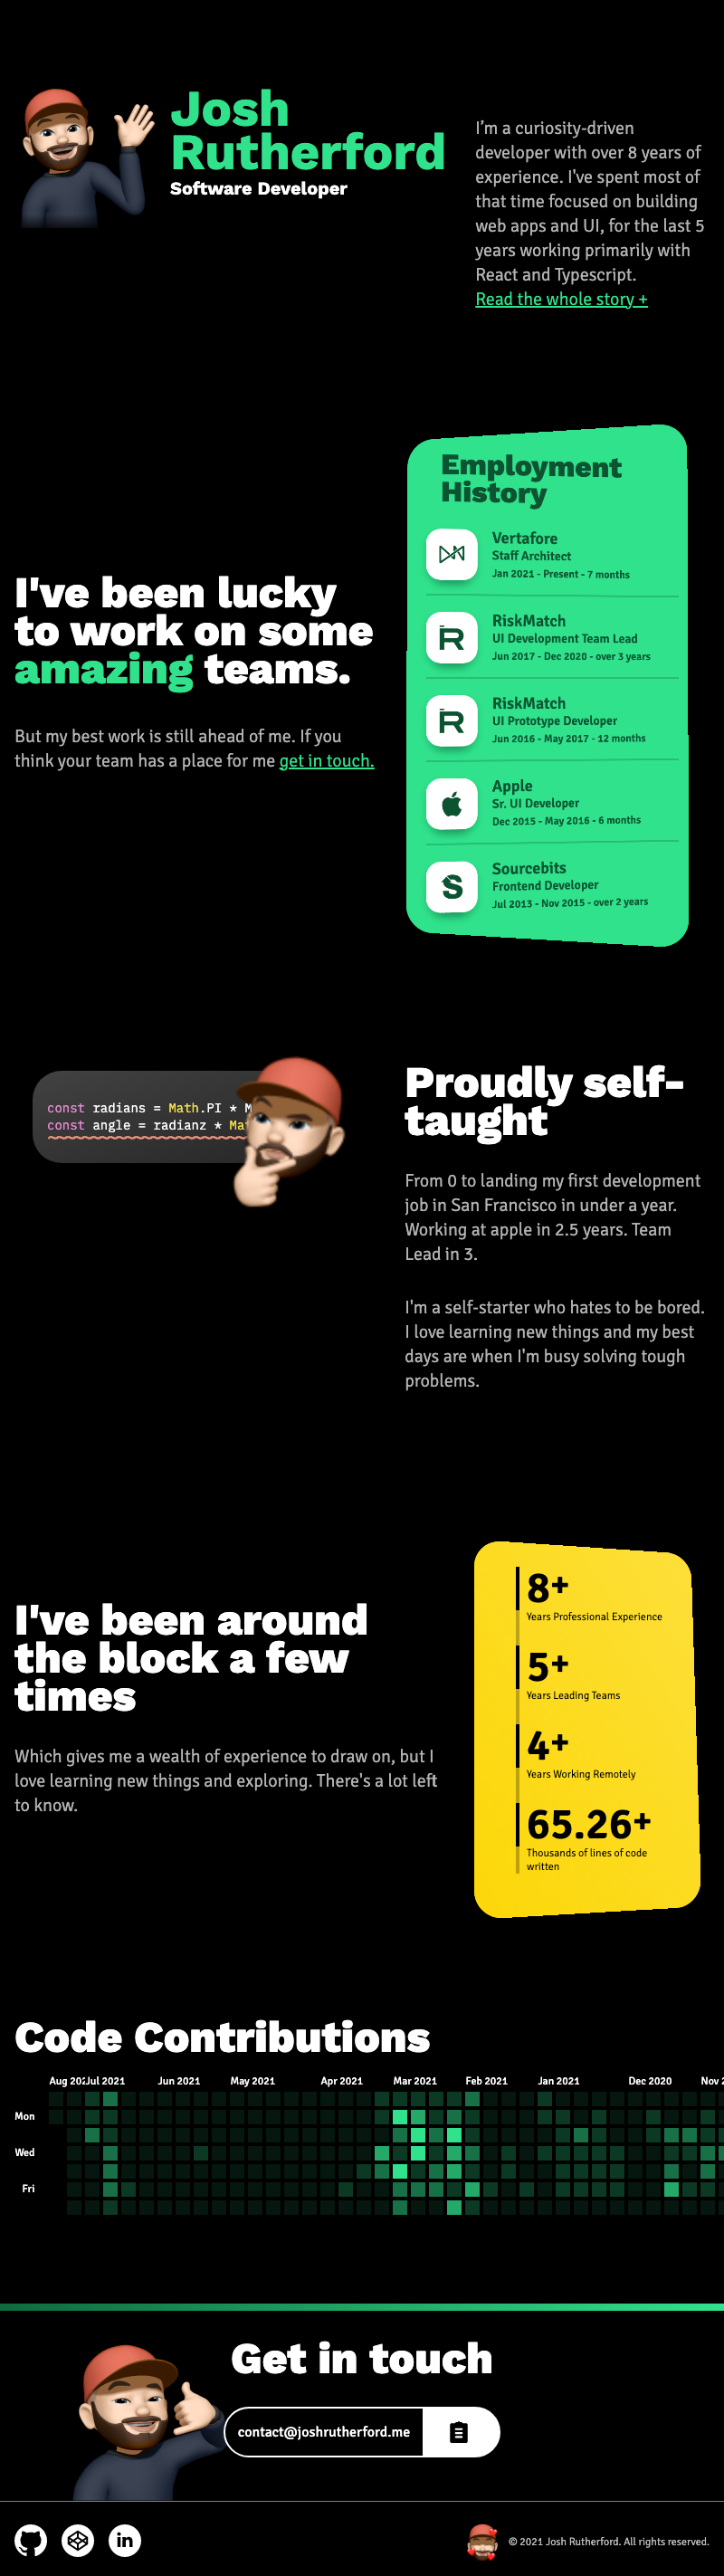 Josh
Rutherford
Software Developer
I'm a curiosity-driven
developer with over 8 years of
experience. I've spent most of
that time focused on building
web apps and UI, for the last 5
years working primarily with
React and Typescript.
Read the whole story +
I've been lucky
to work on some
amazing teams.
But my best work is still ahead of me. If you
think your team has a place for me get in touch.
Employment
History
Vertafore
Staff Architect
Jan 2021 - Present - 7 months
RiskMatch
UI Development Team Lead
Jun 2017 - Dec 2020 - over 3 years
RiskMatch
UI Prototype Developer
Jun 2016 - May 2017 - 12 months
Apple
Sr. UI Developer
Dec 2015 - May 2016 - 6 months
Sourcebits
Frontend Developer
Jul 2013 - Nov 2015 - over 2 years
const radians = Math.PI * M
const angle = radianz * Ma
Proudly self-
taught
From 0 to landing my first development
job in San Francisco in under a year.
Working at apple in 2.5 years. Team
Lead in 3.
I'm a self-starter who hates to be bored.
I love learning new things and my best
days are when I'm busy solving tough
problems.
I've been around
the block a few
times
Which gives me a wealth of experience to draw on, but I
love learning new things and exploring. There's a lot left
to know.
8+
Years Professional Experience
5+
Years Leading Teams
4+
Years Working Remotely
65.26+
Thousands of lines of code
written
Code Contributions
Aug 202 Jul 2021 Jun 2021 May 2021 Apr 2021 Mar 2021 Feb 2021 Jan 2021 Dec 2020 Nov 2
Mon
Wed
Fri
Get in touch
contact@joshrutherford.me
© 2021 Josh Rutherford. All rights reserved.